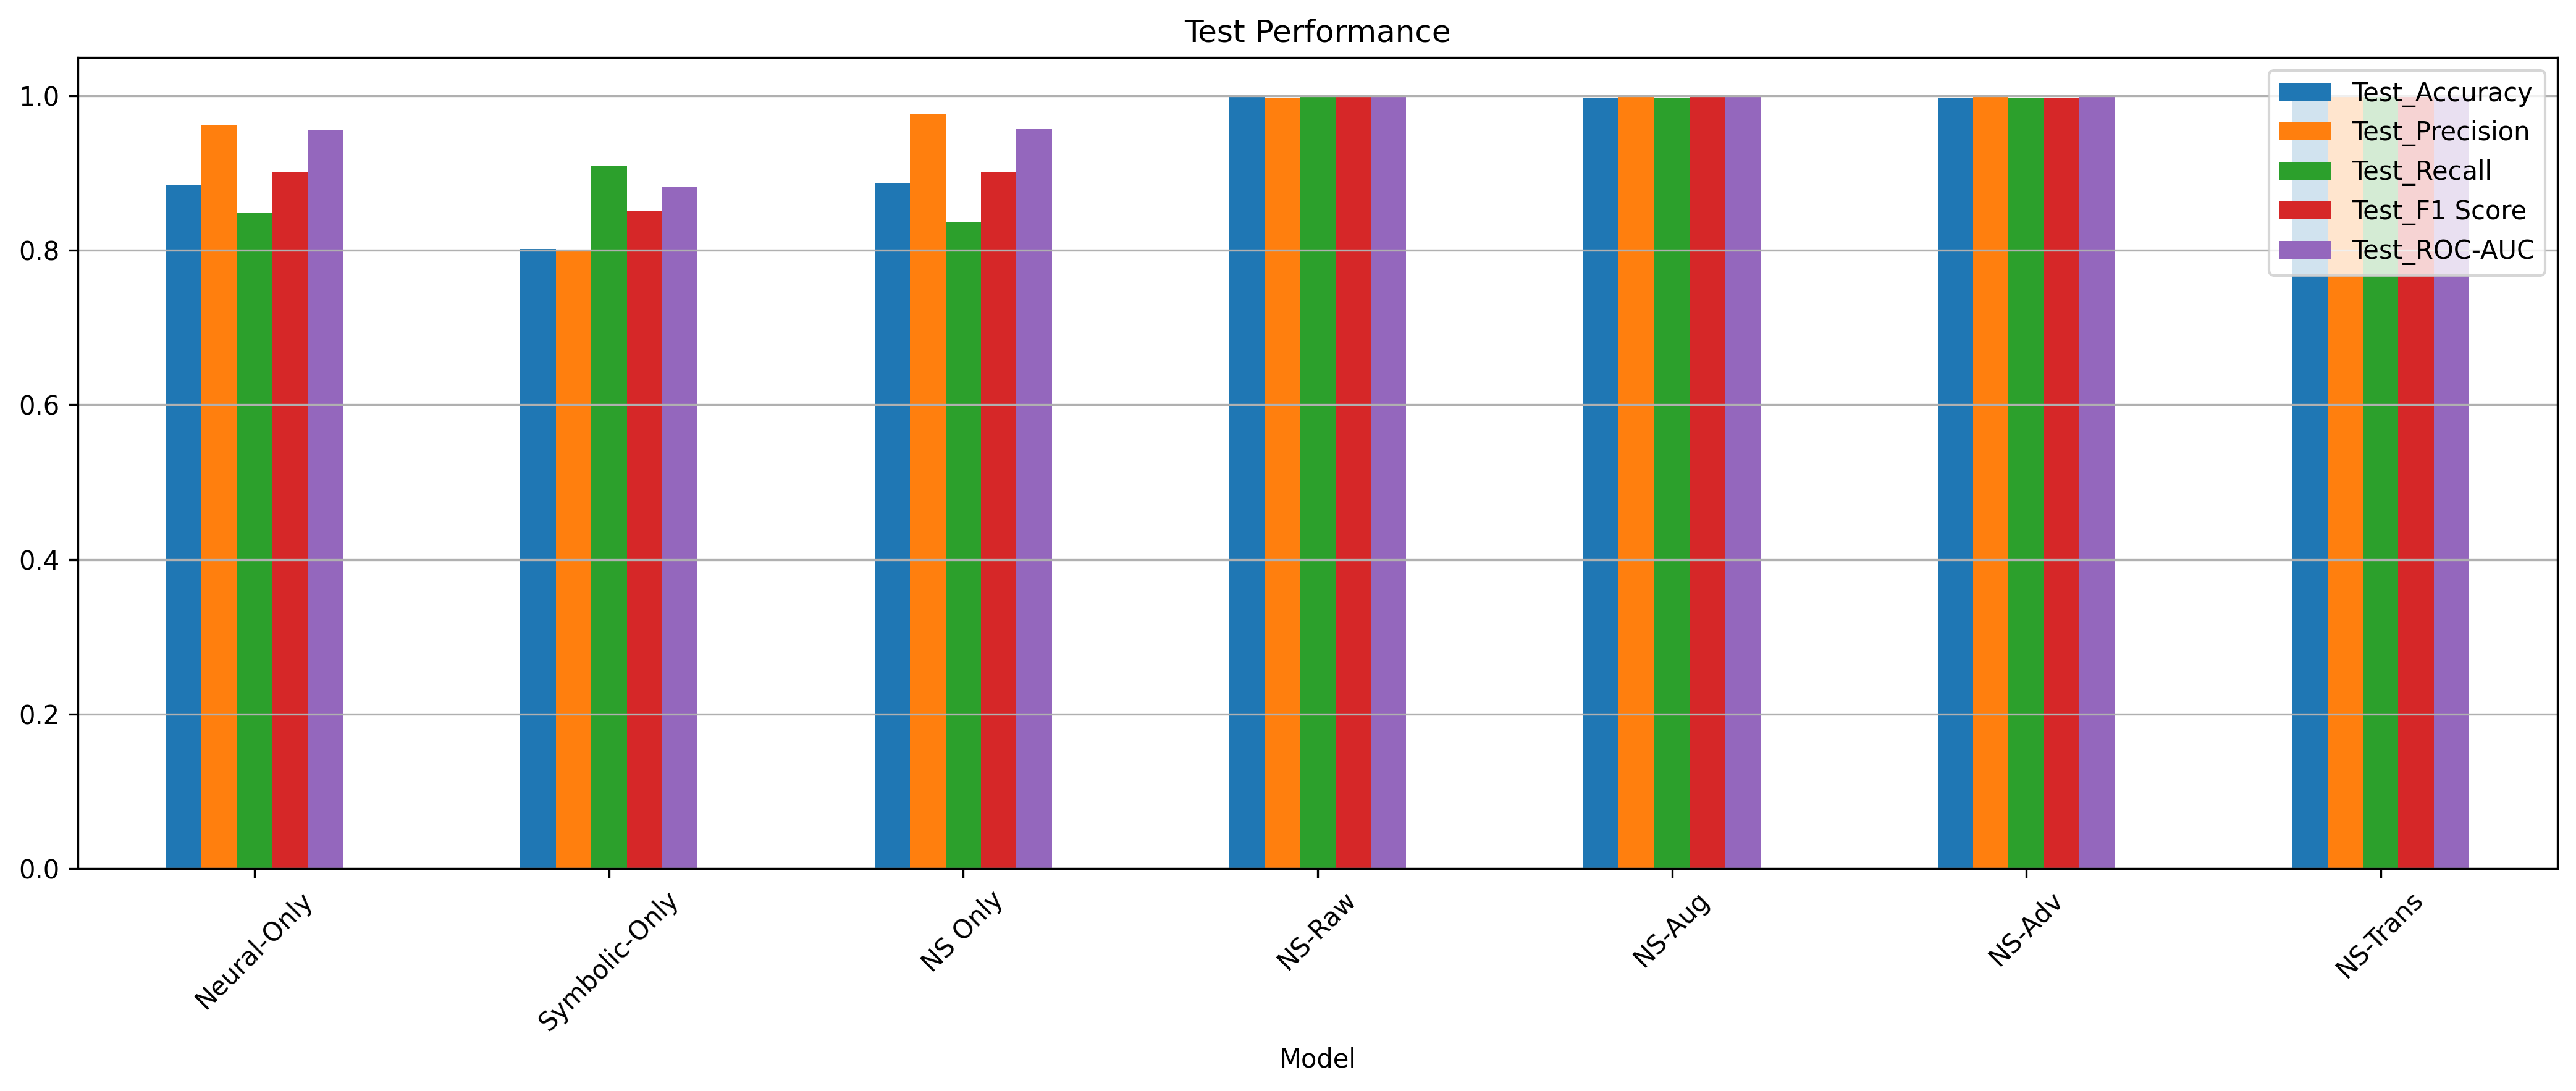 Test Performance
1.0
0.8
0.6
0.4
0.2
0.0
Test_Accuracy
Test_Precision
Test_Recall
Test_F1 Score
Test_ROC-AUC
Neural-Only
Symbolic-Only
NS Only
NS-Raw
NS-Aug
NS-Adv
NS-Trans
Model